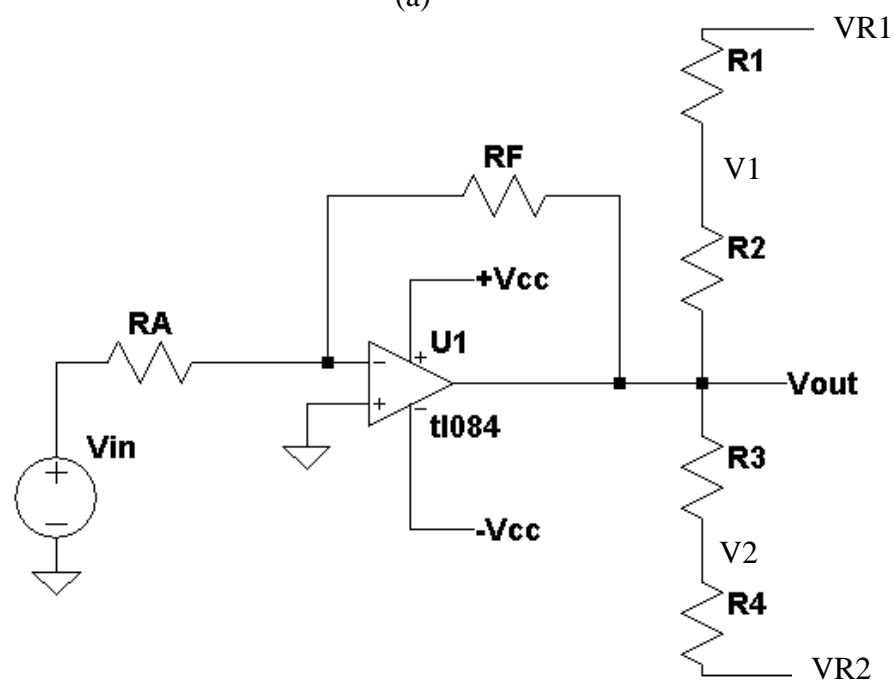 (a)
VR1
R1
V1
RF
R2
+Vcc
RA
U1
Vout
Vin
tl084
R3
-Vcc
V2
R4
VR2